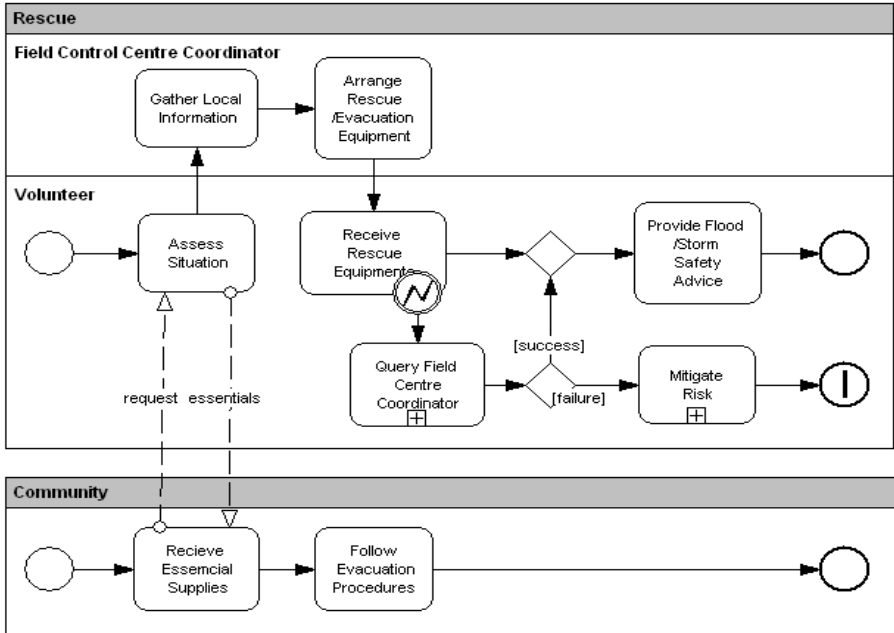 Rescue
Field Control Centre Coordinator
Gather Local
Information
Arrange
Rescue
/Evacuation
Equipment
Volunteer
Assess
Situation
Receive
Rescue
Equipments
Provide Flood
/Storm
Safety
Advice
[success]
Query Field
Centre
Coordinator
[failure]
Mitigate
Risk
request essentials
Community
Recieve
Essemcial
Supplies
Follow
Evacuation
Procedures